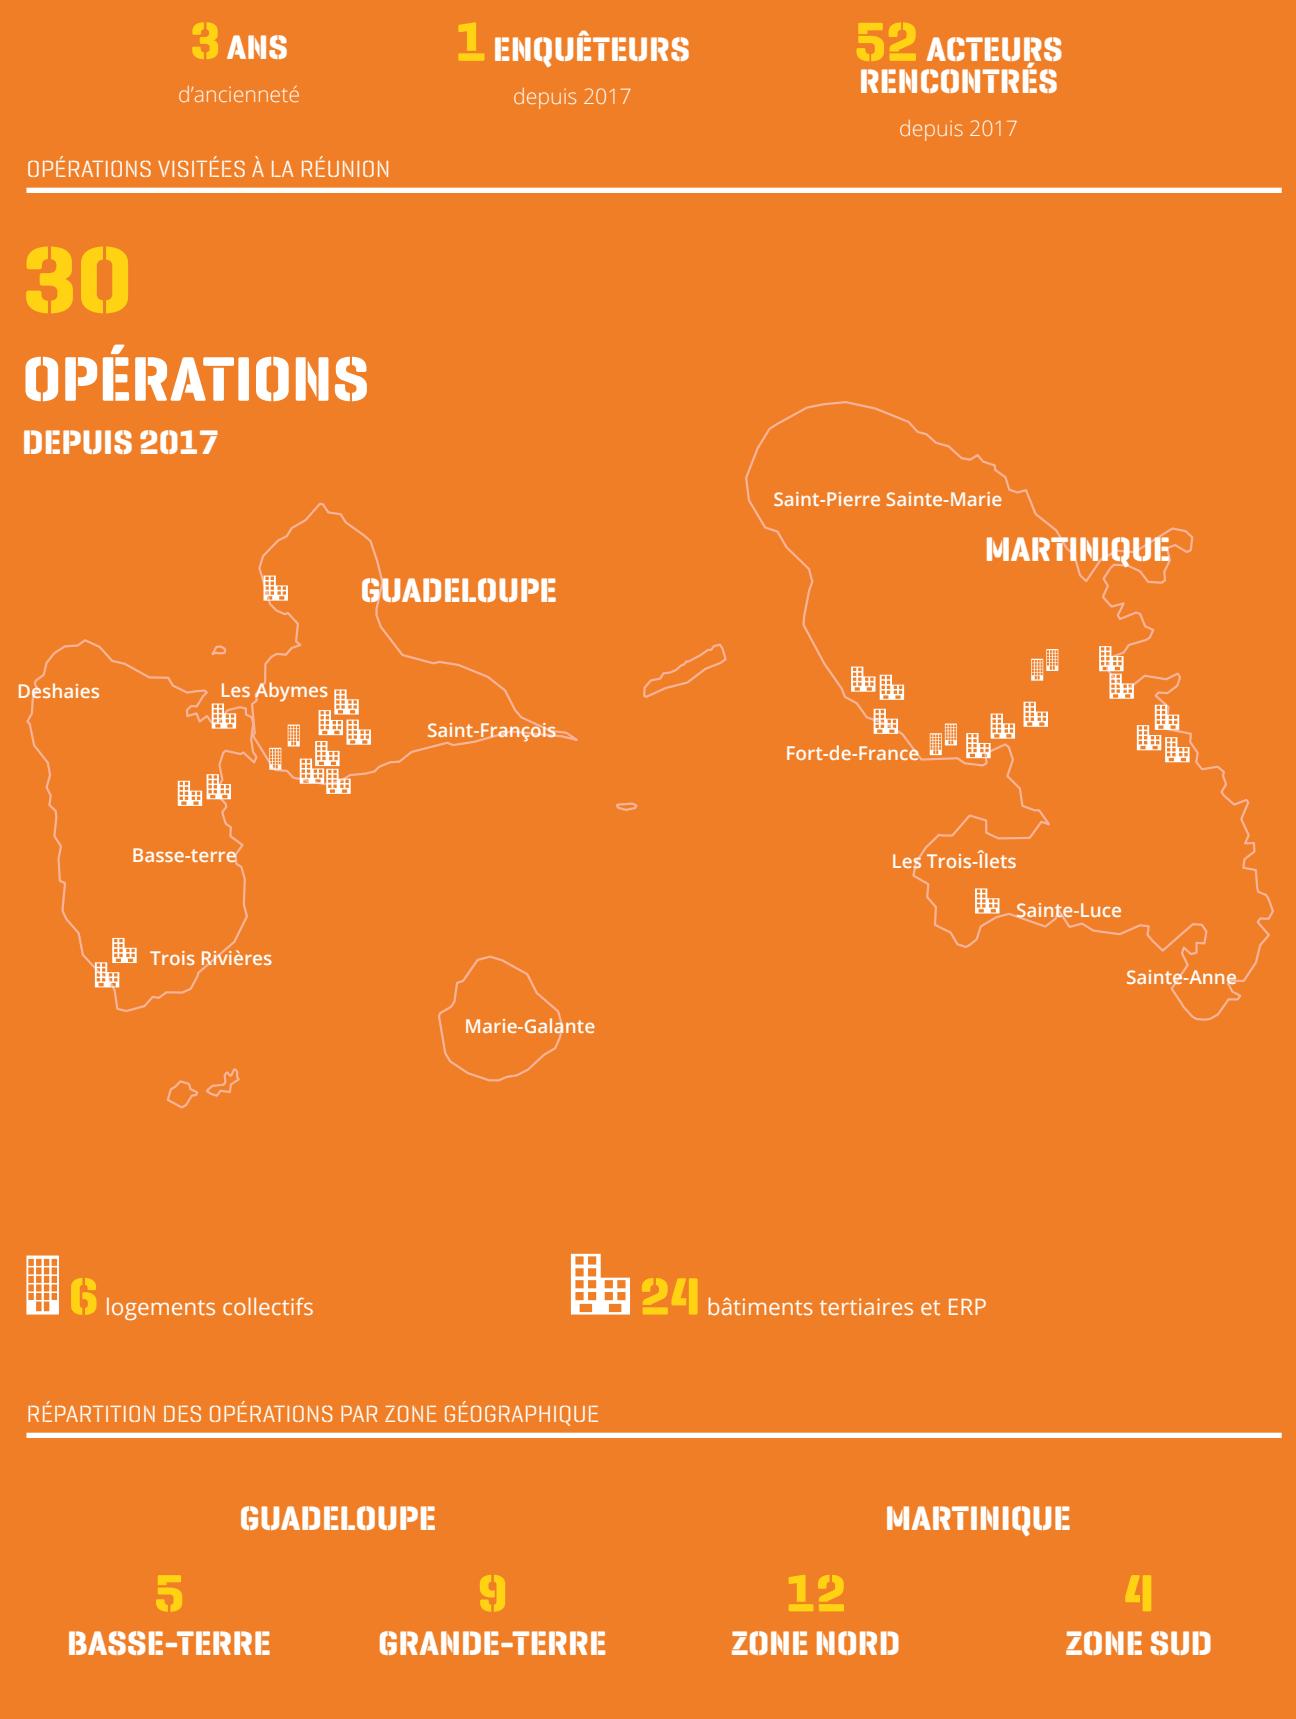 3 ANS
d'ancienneté
1 ENQUÊTEURS
depuis 2017
52 ACTEURS
RENCONTRÉS
depuis 2017
OPÉRATIONS VISITÉES À LA RÉUNION
30
OPÉRATIONS
DEPUIS 2017
Saint-Pierre Sainte-Marie
MARTINIQUE
GUADELOUPE
Deshaies
Les Abymes
Saint-François
Fort-de-France
Basse-terre
Les Trois-Îlets
Sainte-Luce
Trois Rivières
Sainte-Anne
Marie-Galante
6 logements collectifs
24 bâtiments tertiaires et ERP
RÉPARTITION DES OPÉRATIONS PAR ZONE GÉOGRAPHIQUE
GUADELOUPE
MARTINIQUE
5
BASSE-TERRE
9
GRANDE-TERRE
12
ZONE NORD
4
ZONE SUD